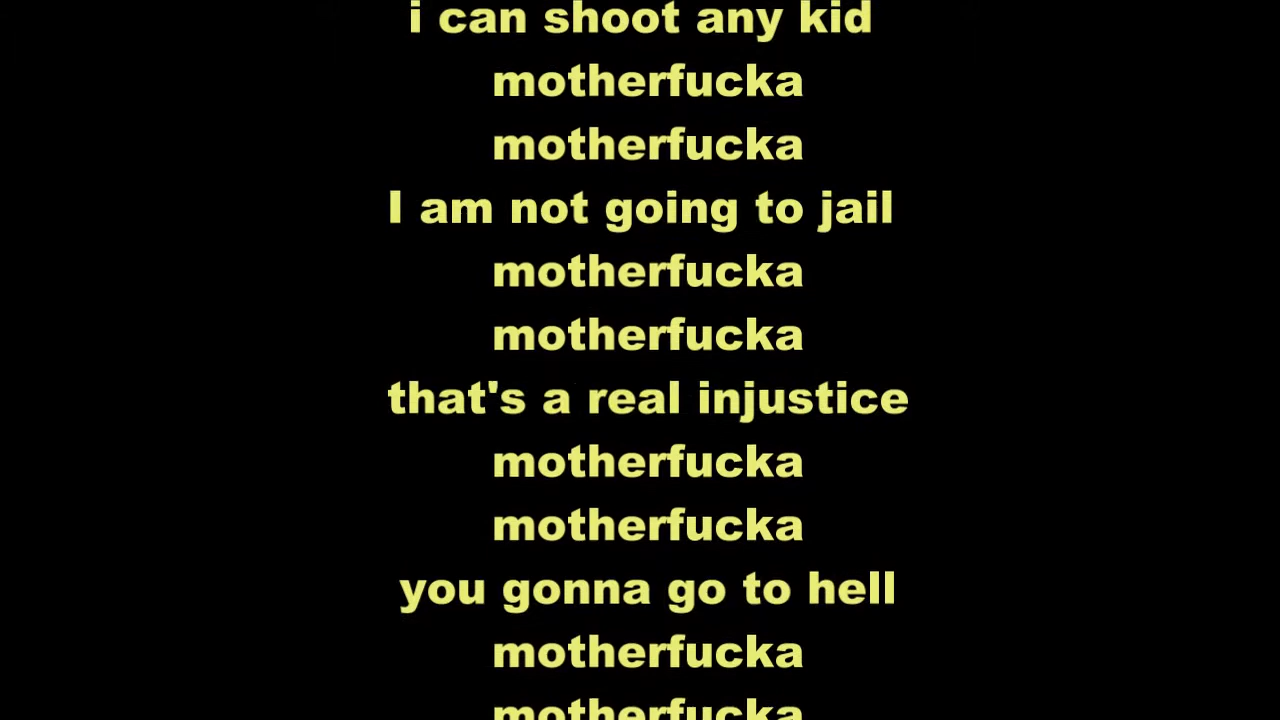 i can shoot any kid
motherfucka
motherfucka
I am not going to jail
motherfucka
motherfucka
that's a real injustice
motherfucka
motherfucka
you gonna go to hell
motherfucka
motherfucka